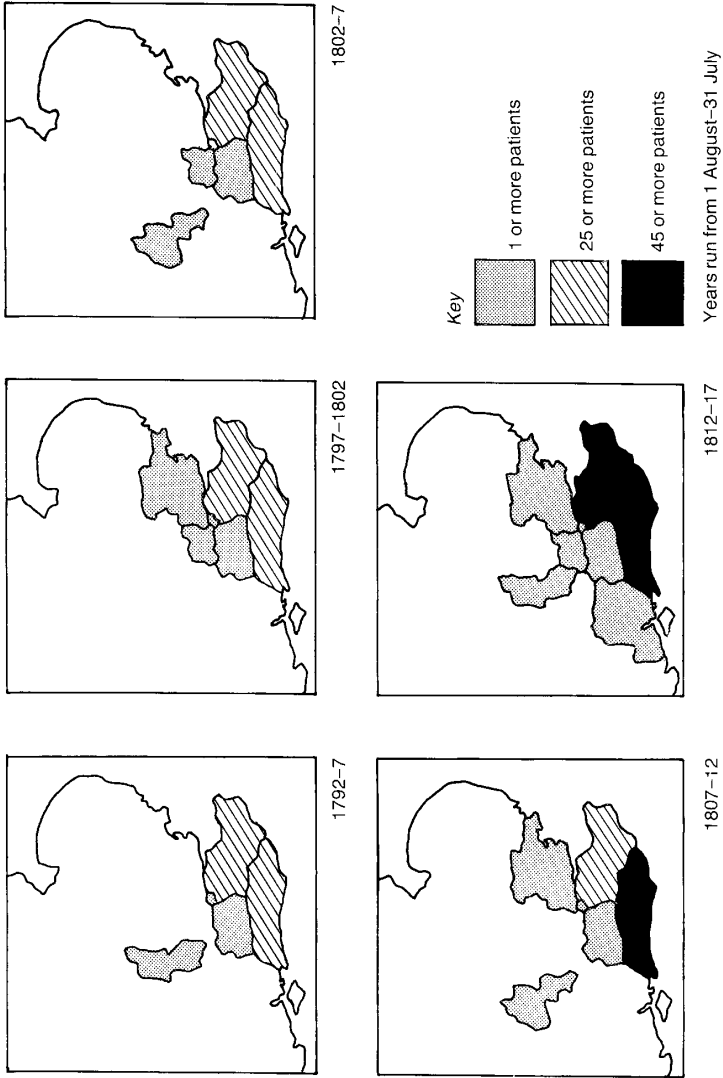 1792–7
1797–1802
1802–7
1807–12
1812–17
Key
1 or more patients
25 or more patients
45 or more patients
Years run from 1 August–31 July